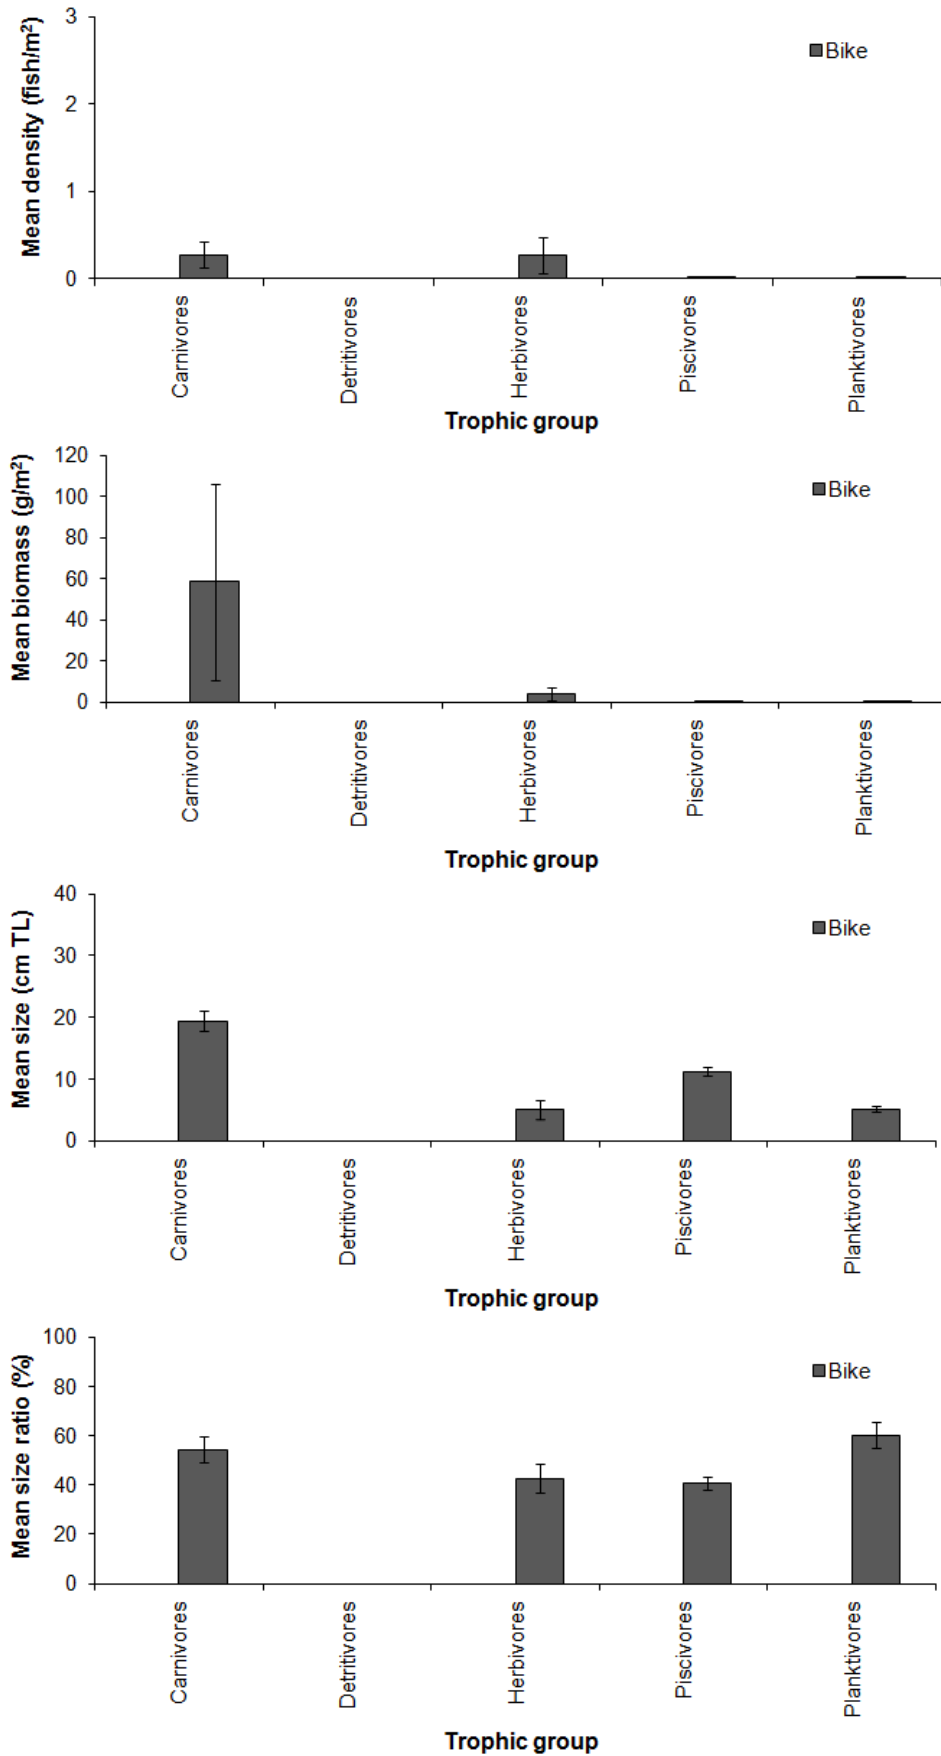 Mean density (fish/m²)
3
2
1
0
Bike
Carnivores
Detritivores
Herbivores
Piscivores
Planktivores
Trophic group
Mean biomass (g/m²)
120
100
80
60
40
20
0
Bike
Carnivores
Detritivores
Herbivores
Piscivores
Planktivores
Trophic group
Mean size (cm TL)
40
30
20
10
0
Bike
Carnivores
Detritivores
Herbivores
Piscivores
Planktivores
Trophic group
Mean size ratio (%)
100
80
60
40
20
0
Bike
Carnivores
Detritivores
Herbivores
Piscivores
Planktivores
Trophic group